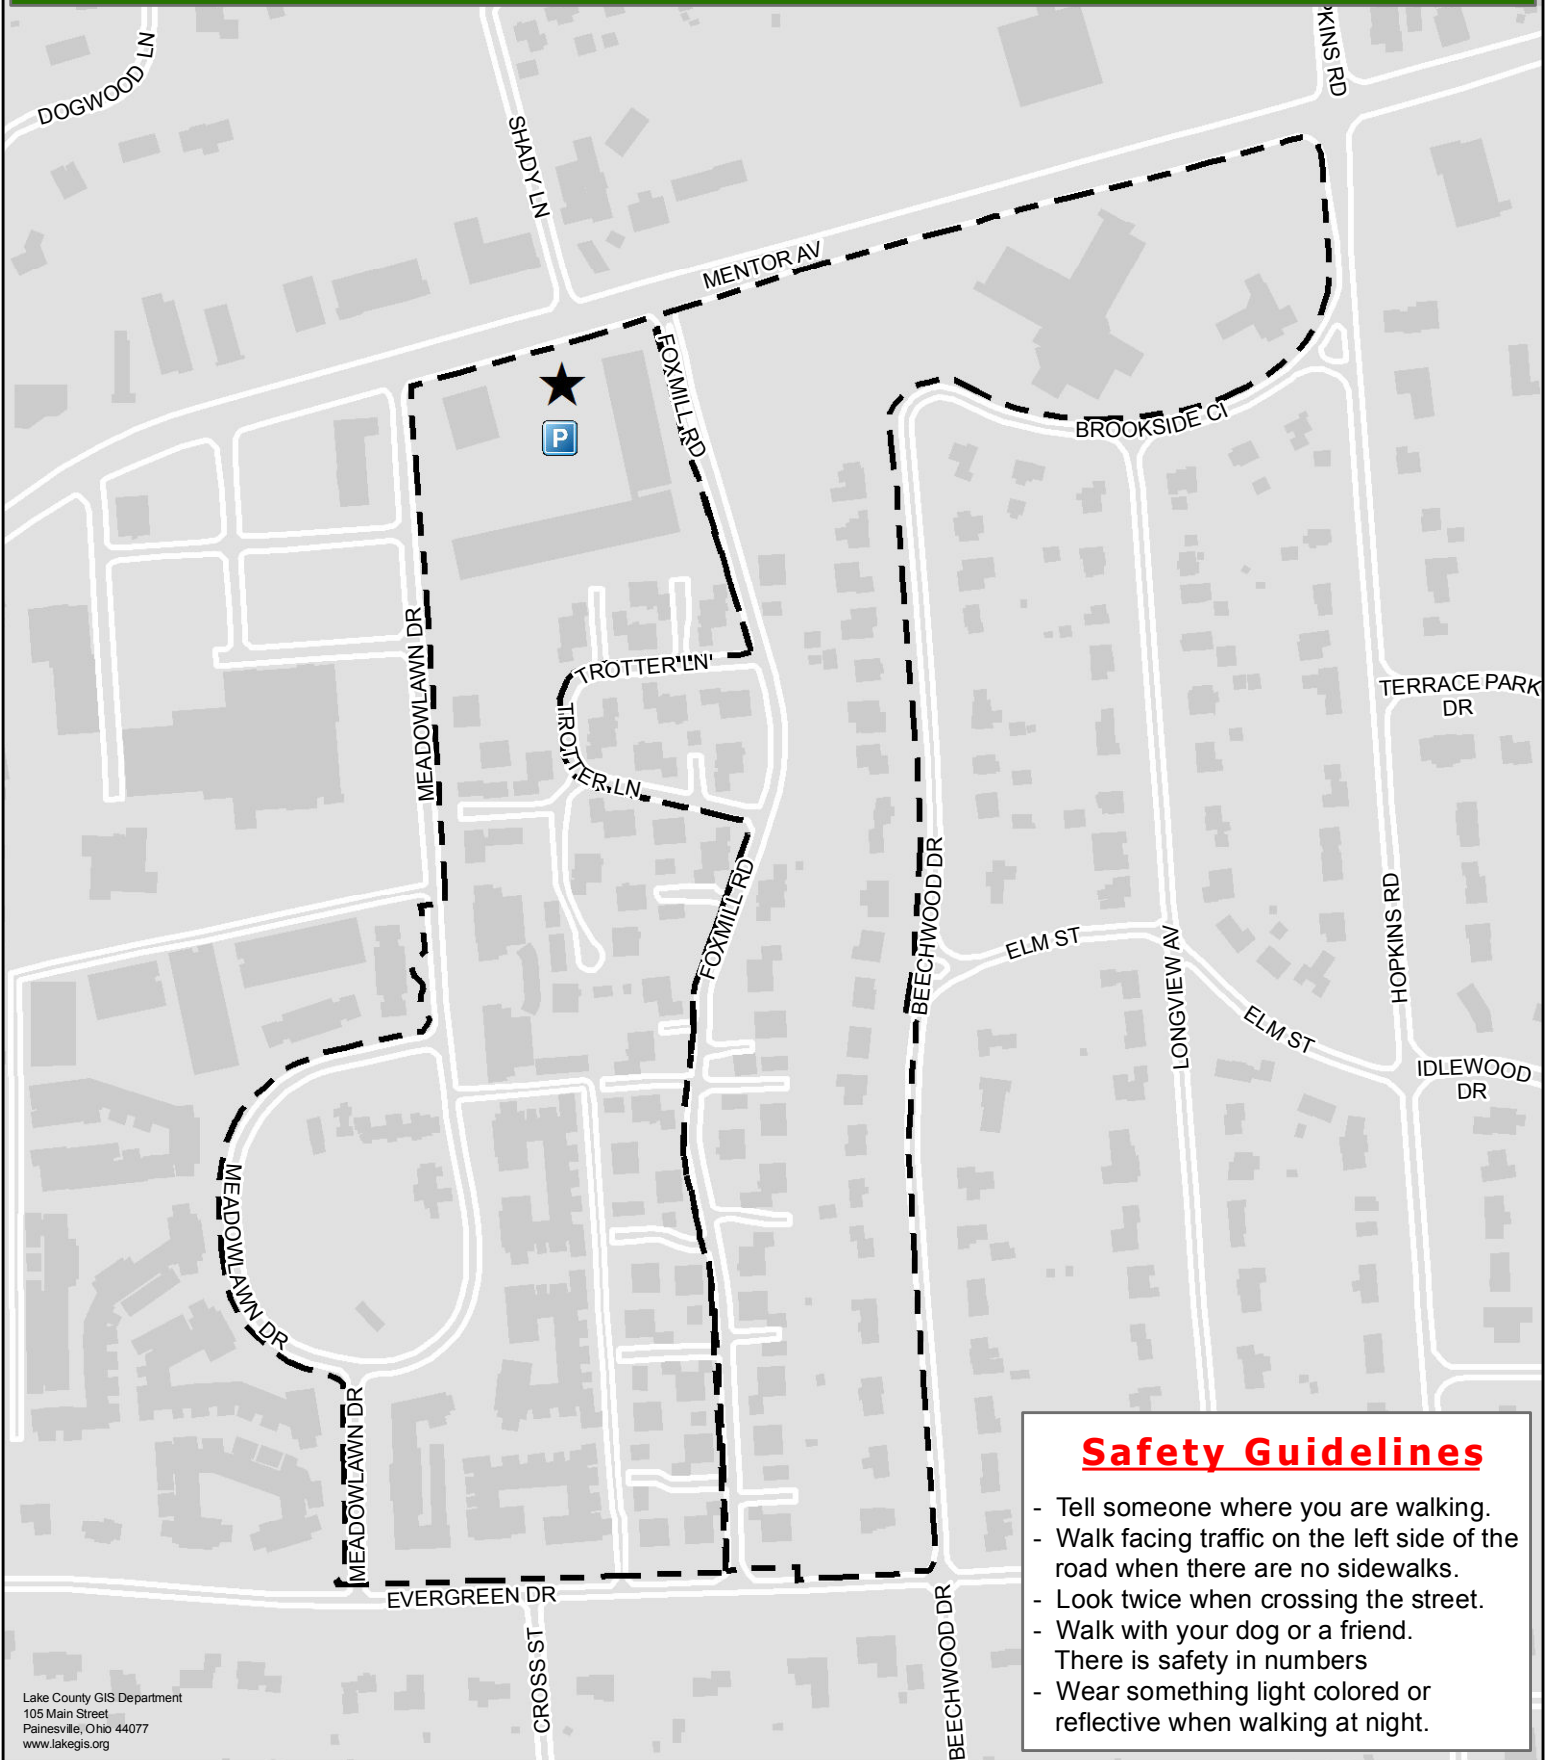 DOGWOOD LN
SHADY LN
PKINS RD
MENTOR AV
FOXMILL RD
P
BROOKSIDE CI
MEADOWLAWN DR
TROTTER LN
TROTTER LN
TERRACE PARK
DR
FOXMILL RD
BEECHWOOD DR
ELM ST
LONGVIEW AV
HOPKINS RD
ELM ST
IDLEWOOD
DR
MEADOWLAWN DR
MEADOWLAWN DR
EVERGREEN DR
CROSS ST
BEECHWOOD DR
Safety Guidelines
- Tell someone where you are walking.
- Walk facing traffic on the left side of the
road when there are no sidewalks.
- Look twice when crossing the street.
- Walk with your dog or a friend.
There is safety in numbers
- Wear something light colored or
reflective when walking at night.
Lake County GIS Department
105 Main Street
Painesville, Ohio 44077
www.lakegis.org